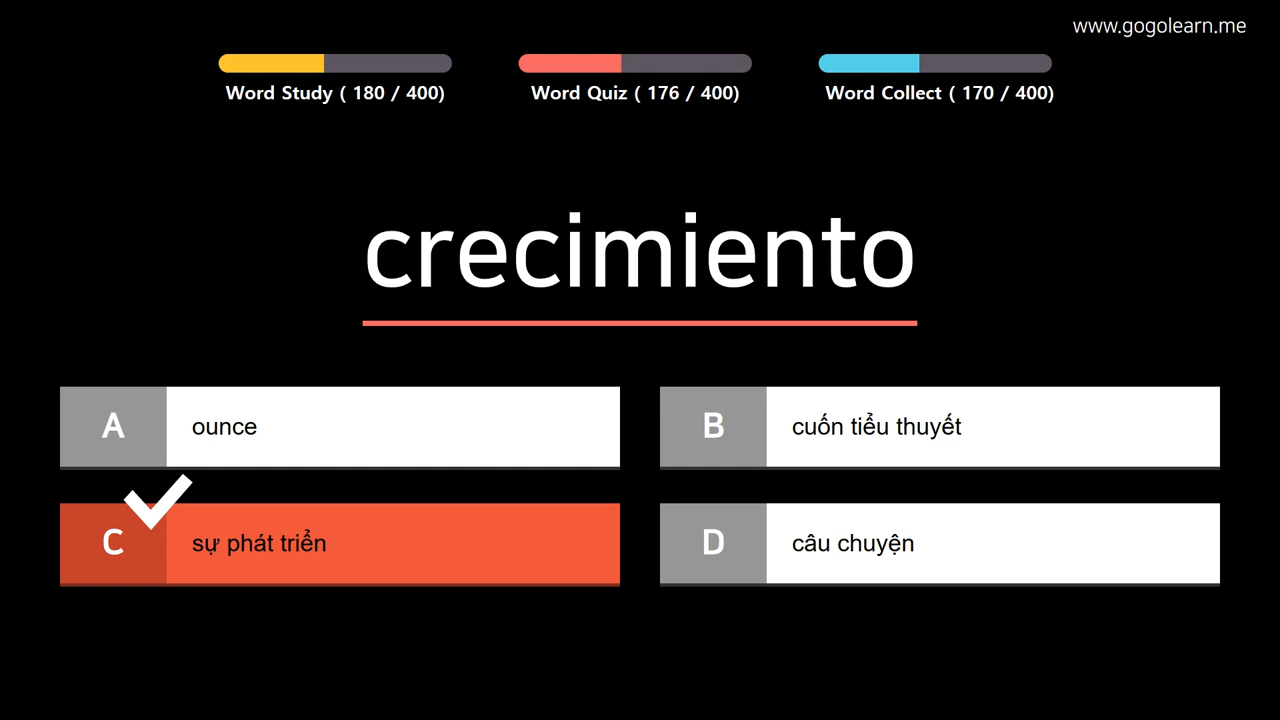 www.gogolearn.me
Word Study ( 180 / 400)
Word Quiz ( 176 / 400)
Word Collect ( 170 / 400)
crecimiento
A
ounce
B
cuốn tiểu thuyết
C
sự phát triển
D
câu chuyện